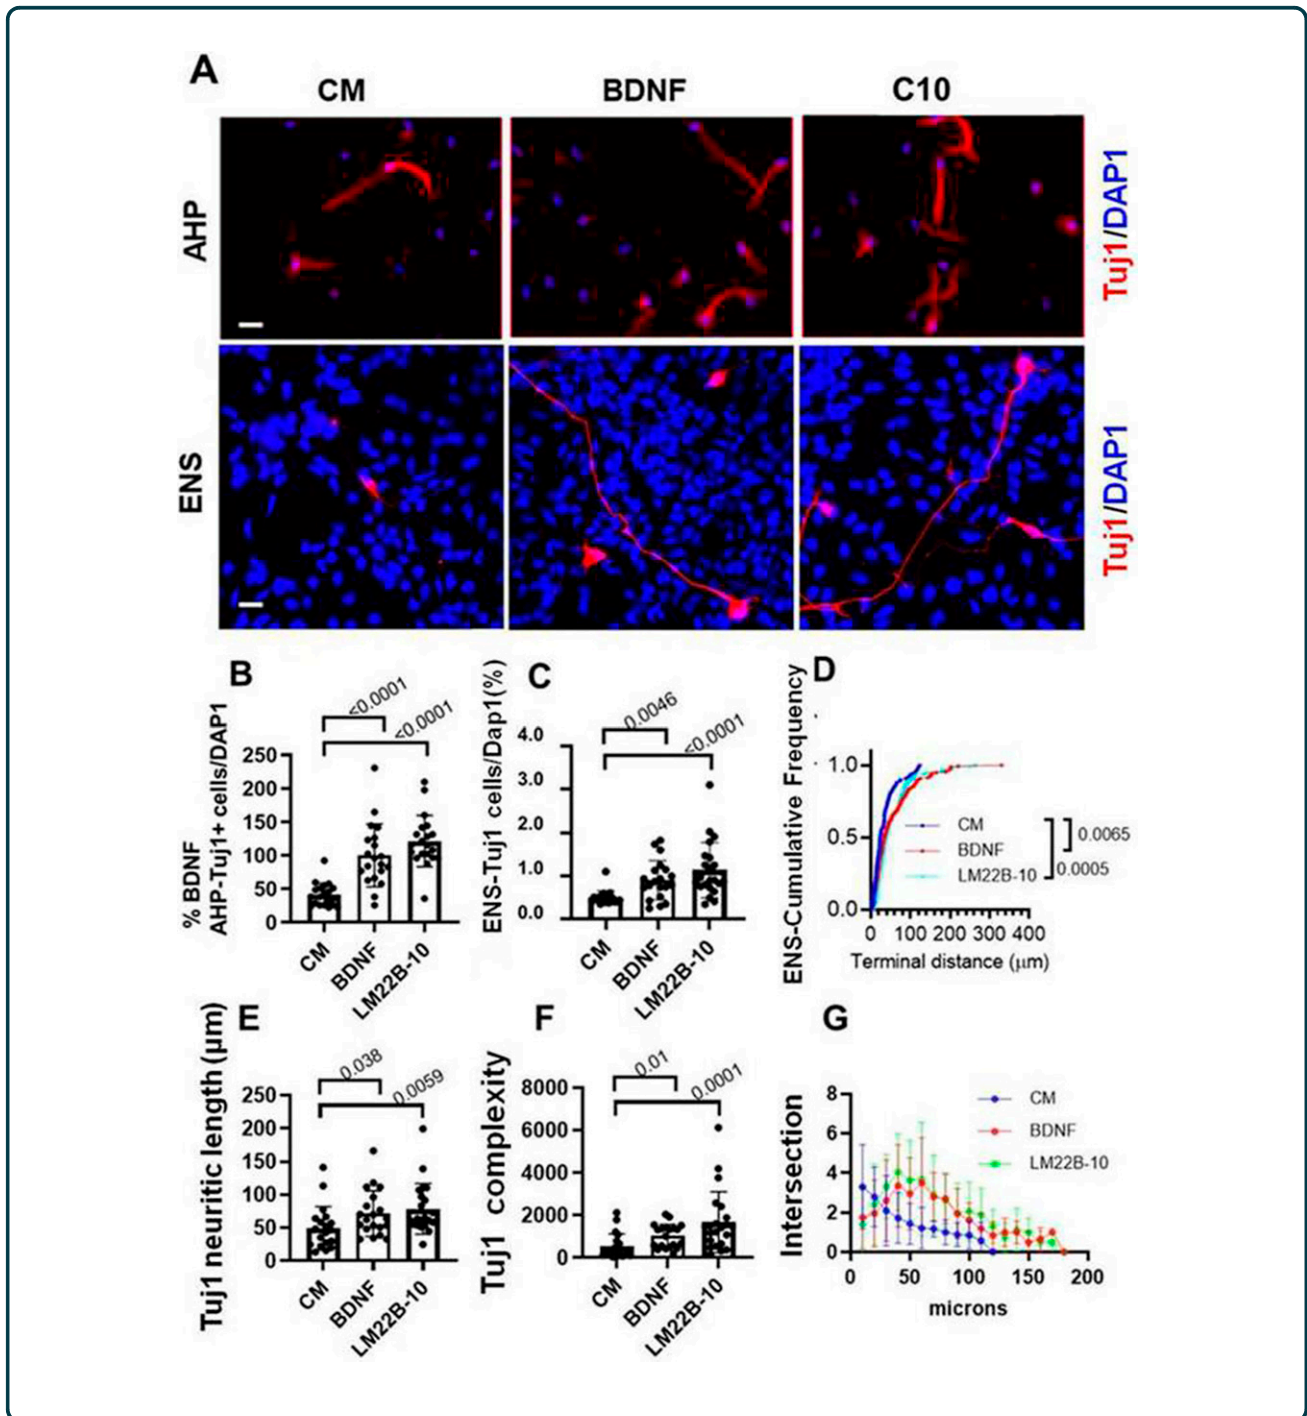 A
CM
BDNF
C10
AHP
Tuj1/DAP1
ENS
Tuj1/DAP1
B
<0.0001
<0.0001
% BDNF
AHP-Tuj1+ cells/DAP1
250
200
150
100
50
0
CM
BDNF
LM22B-10
C
0.0046
<0.0001
ENS-Tuj1 cells/Dap1(%)
4.0
3.0
2.0
1.0
0.0
CM
BDNF
LM22B-10
D
ENS-Cumulative Frequency
1.0
0.5
0.0
CM
BDNF
LM22B-10
0.0065
0.0005
0 100 200 300 400
Terminal distance (μm)
E
0.038
0.0059
Tuj1 neuritic length (μm)
250
200
150
100
50
0
CM
BDNF
LM22B-10
F
0.01
0.0001
Tuj1 complexity
8000
6000
4000
2000
0
CM
BDNF
LM22B-10
G
Intersection
8
6
4
2
0
CM
BDNF
LM22B-10
0 50 100 150 200
microns